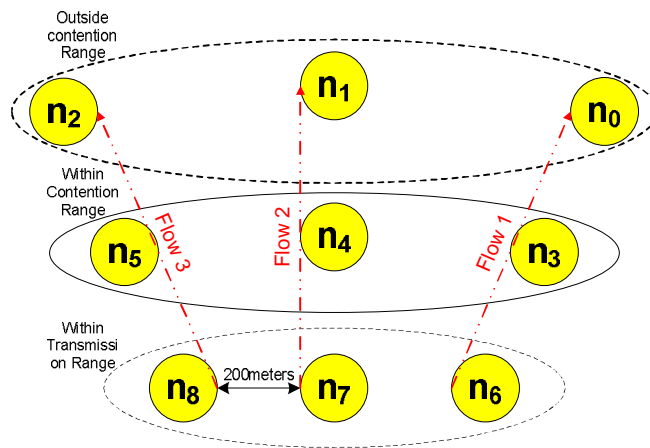 Outside
contention
Range
n2
n1
n0
Within
Contention
Range
n5
Flow 3
Flow 2
n4
Flow 1
n3
Within
Transmissi
on Range
n8
200meters
n7
n6